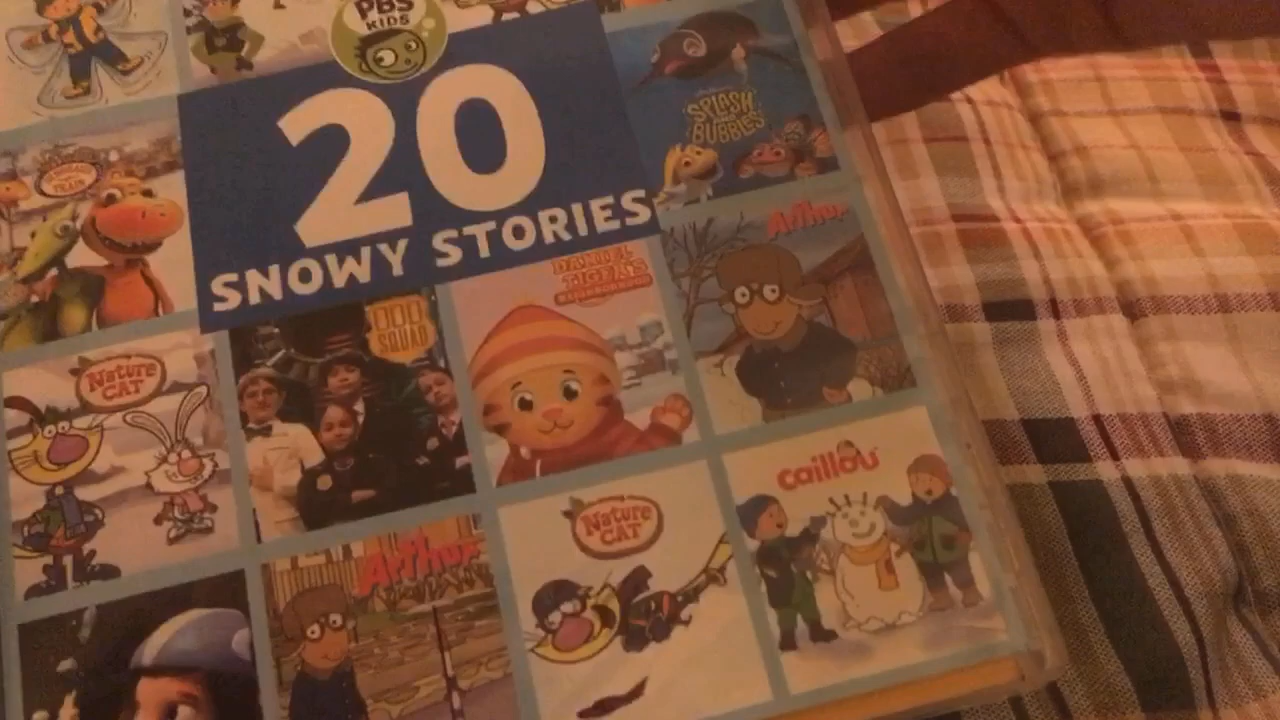 PBS
KIDS
20
SNOWY STORIES
SPLASH
AND
BUBBLES
TRAIN
Arthur
DANIEL
TIGER'S
NEIGHBORHOOD
ODD
SQUAD
Nature
CAT
caillou
Nature
CAT
Arthur